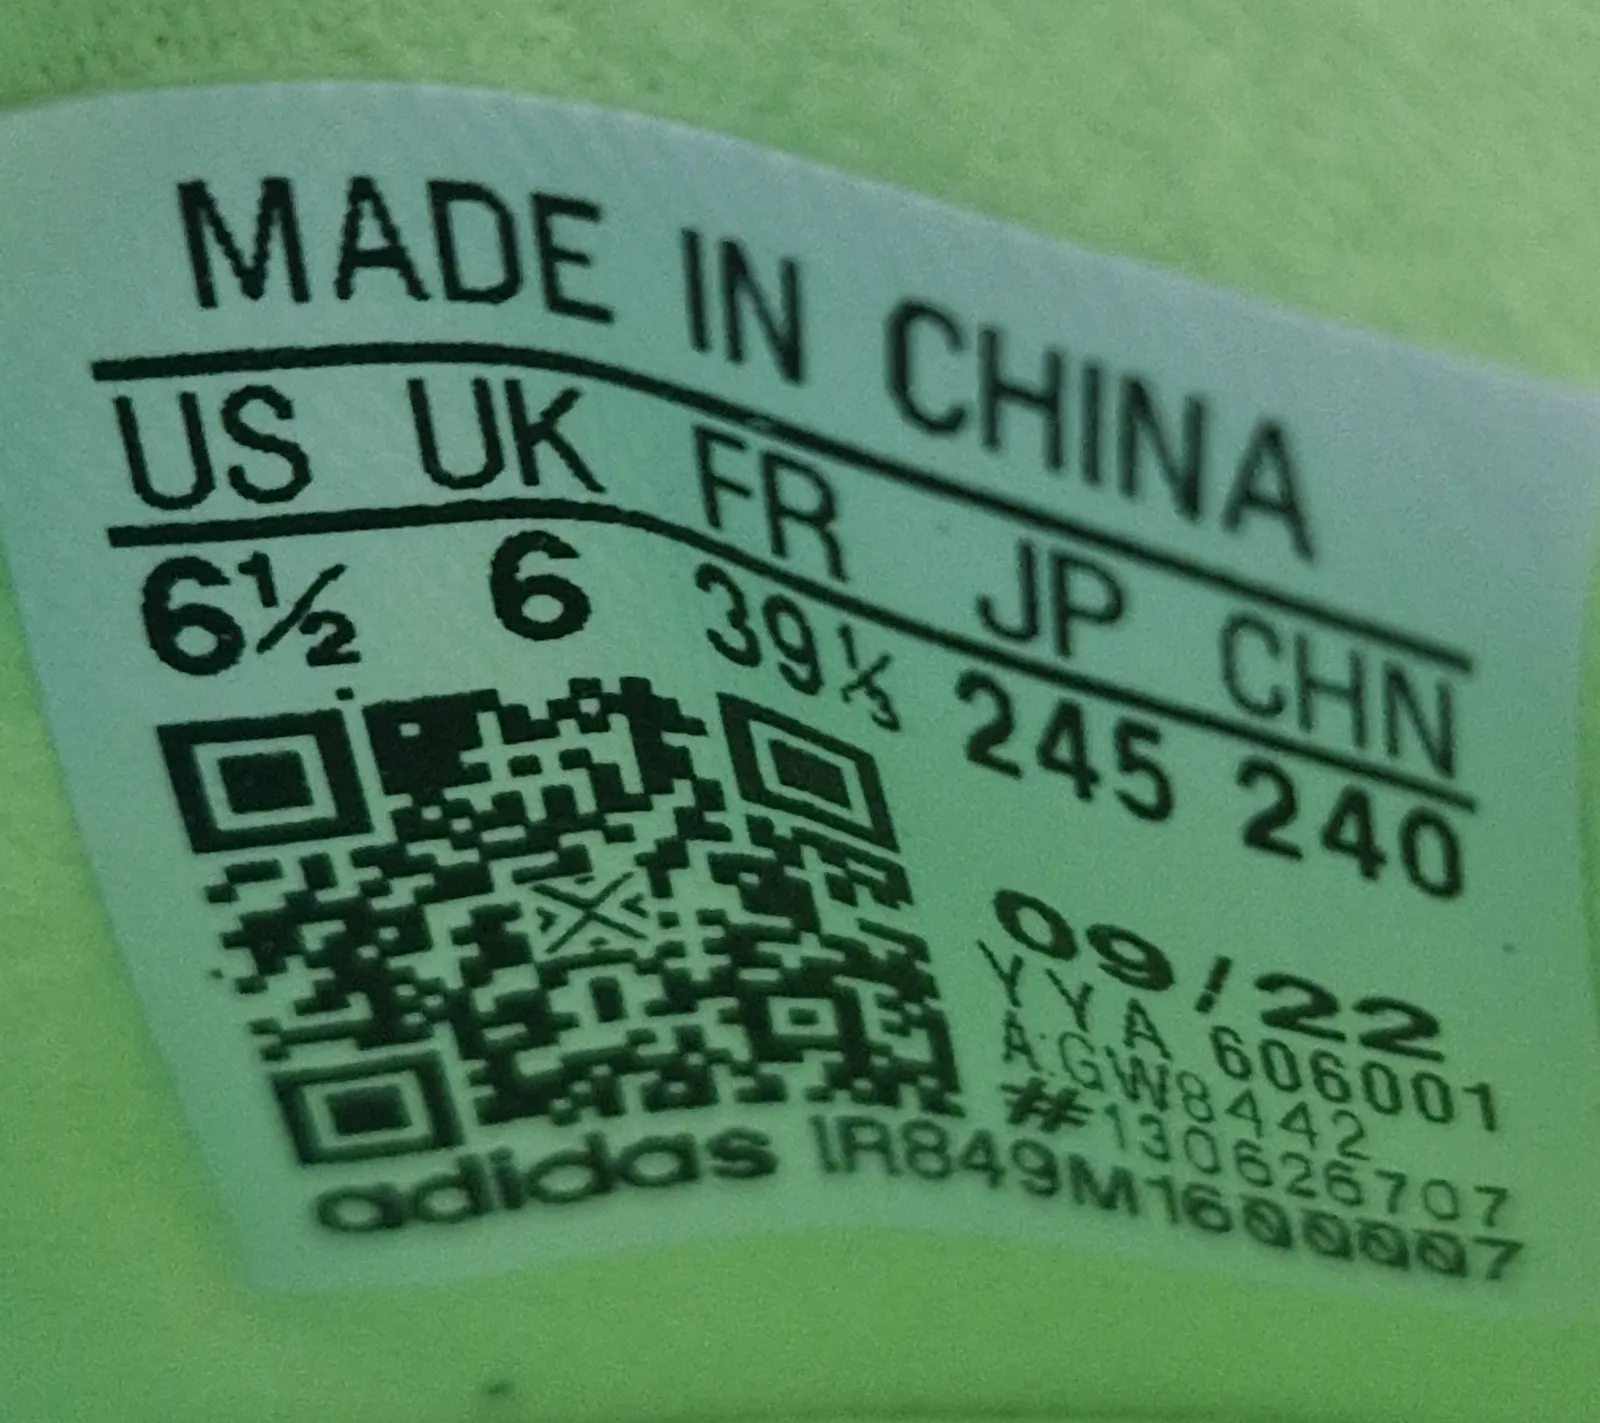 MADE IN CHINA
US UK FR JP CHN
6½ 6 39⅓ 245 240
09/22
YYA 606001
A:GW8442
#130626707
adidas IR849M1600007